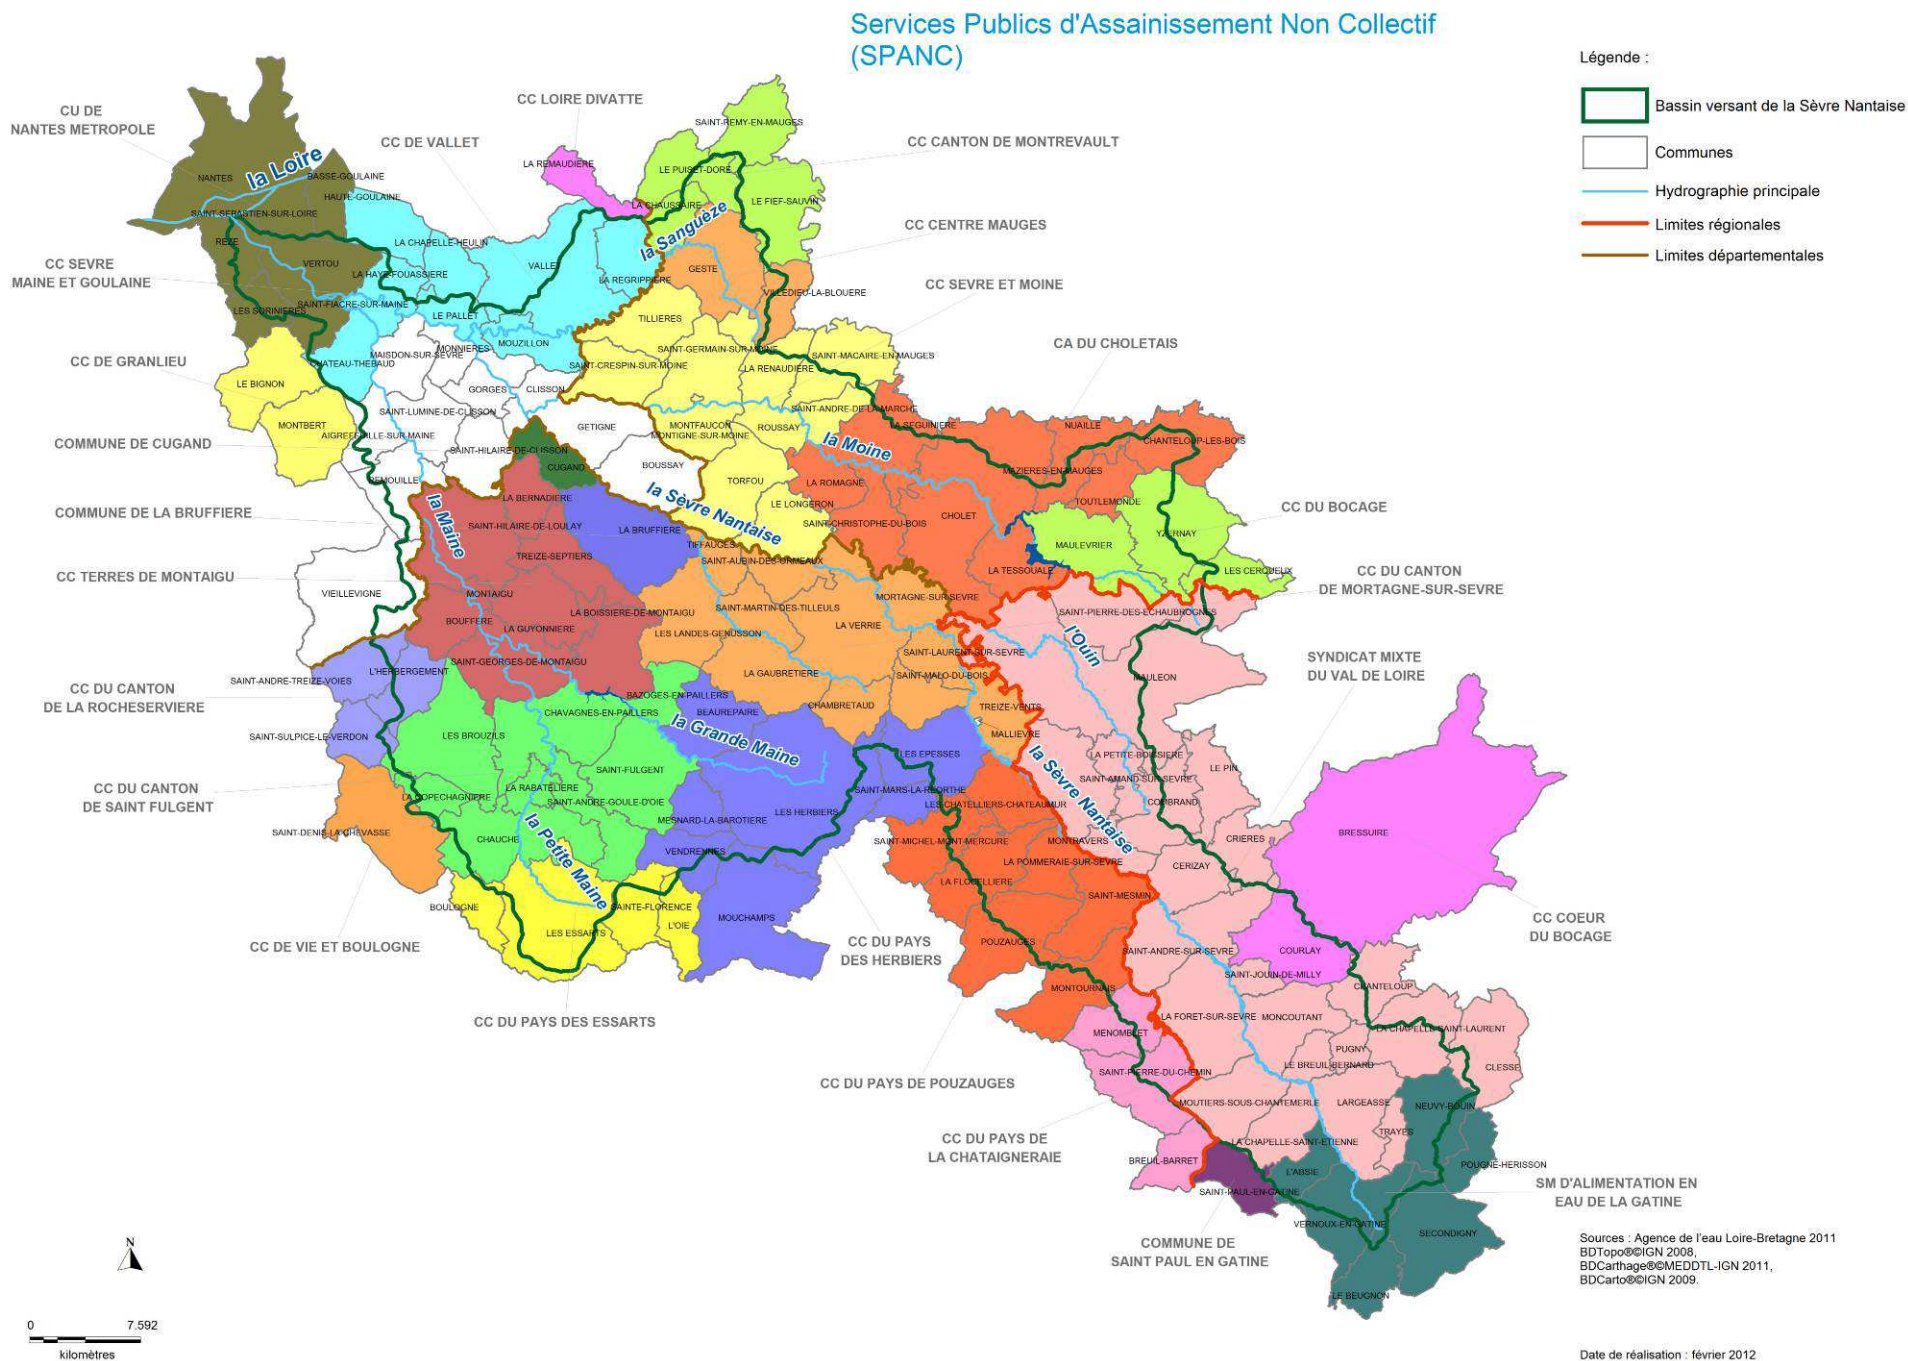 Services Publics d'Assainissement Non Collectif
(SPANC)
Légende :
Bassin versant de la Sèvre Nantaise
Communes
Hydrographie principale
Limites régionales
Limites départementales
CU DE
NANTES METROPOLE
CC LOIRE DIVATTE
CC DE VALLET
CC CANTON DE MONTREVAULT
CC CENTRE MAUGES
CC SEVRE
MAINE ET GOULAINE
CC SEVRE ET MOINE
CC DE GRANLIEU
CA DU CHOLETAIS
COMMUNE DE CUGAND
COMMUNE DE LA BRUFFIERE
CC DU BOCAGE
CC TERRES DE MONTAIGU
CC DU CANTON
DE MORTAGNE-SUR-SEVRE
CC DU CANTON
DE LA ROCHESERVIERE
SYNDICAT MIXTE
DU VAL DE LOIRE
CC DU CANTON
DE SAINT FULGENT
CC DE VIE ET BOULOGNE
CC DU PAYS
DES HERBIERS
CC COEUR
DU BOCAGE
CC DU PAYS DES ESSARTS
CC DU PAYS DE POUZAUGES
CC DU PAYS DE
LA CHATAIGNERAIE
COMMUNE DE
SAINT PAUL EN GATINE
SM D'ALIMENTATION EN
EAU DE LA GATINE
la Loire
la Sanguèze
la Moine
la Sèvre Nantaise
la Maine
l'Ouin
la Grande Maine
la Sèvre Nantaise
la Petite Maine
NANTES
BASSE-GOULAINE
HAUTE-GOULAINE
SAINT-SEBASTIEN-SUR-LOIRE
REZE
VERTOU
LES SORINIERES
LA CHAPELLE-HEULIN
LA HAYE-FOUASSIERE
SAINT-FIACRE-SUR-MAINE
LE PALLET
VALLET
LA REGRIPPIERE
MOUZILLON
CHATEAU-THEBAUD
LA REMAUDIERE
SAINT-REMY-EN-MAUGES
LE PUISET-DORE
LA CHAUSSAIRE
LE FIEF-SAUVIN
GESTE
VILLEDIEU-LA-BLOUERE
TILLIERES
SAINT-GERMAIN-SUR-MOINE
SAINT-CRESPIN-SUR-MOINE
LA RENAUDIERE
SAINT-MACAIRE-EN-MAUGES
SAINT-ANDRE-DE-LA-MARCHE
MONTFAUCON
MONTIGNE-SUR-MOINE
ROUSSAY
TORFOU
LE LONGERON
MAISDON-SUR-SEVRE
MONNIERES
GORGES
CLISSON
SAINT-LUMINE-DE-CLISSON
AIGREFEUILLE-SUR-MAINE
SAINT-HILAIRE-DE-CLISSON
REMOUILLE
GETIGNE
BOUSSAY
VIEILLEVIGNE
LE BIGNON
MONTBERT
CUGAND
LA SEGUINIERE
NUAILLE
CHANTELOUP-LES-BOIS
MAZIERES-EN-MAUGES
TOUTLEMONDE
LA ROMAGNE
CHOLET
SAINT-CHRISTOPHE-DU-BOIS
LA TESSOUALE
MAULEVRIER
YZERNAY
LES CERQUEUX
LA BERNADIERE
SAINT-HILAIRE-DE-LOULAY
TREIZE-SEPTIERS
MONTAIGU
BOUFFERE
LA GUYONNIERE
LA BOISSIERE-DE-MONTAIGU
SAINT-GEORGES-DE-MONTAIGU
LA BRUFFIERE
TIFFAUGES
SAINT-AUBIN-DES-ORMEAUX
MORTAGNE-SUR-SEVRE
SAINT-MARTIN-DES-TILLEULS
LA VERRIE
LES LANDES-GENUSSON
SAINT-LAURENT-SUR-SEVRE
LA GAUBRETIERE
SAINT-MALO-DU-BOIS
CHAMBRETAUD
TREIZE-VENTS
MALLIEVRE
SAINT-ANDRE-TREIZE-VOIES
L'HERBERGEMENT
SAINT-SULPICE-LE-VERDON
LES BROUZILS
CHAVAGNES-EN-PAILLERS
BAZOGES-EN-PAILLERS
SAINT-FULGENT
LA RABATELIERE
SAINT-ANDRE-GOULE-D'OIE
LA COPECHAGNIERE
CHAUCHE
SAINT-DENIS-LA-CHEVASSE
BOULOGNE
LES ESSARTS
SAINTE-FLORENCE
L'OIE
BEAUREPAIRE
LES EPESSES
SAINT-MARS-LA-REORTHE
LES HERBIERS
MESNARD-LA-BAROTIERE
VENDRENNES
MOUCHAMPS
LES CHATELLIERS-CHATEAUMUR
SAINT-MICHEL-MONT-MERCURE
MONTRAVERS
LA POMMERAIE-SUR-SEVRE
LA FLOCELLIERE
SAINT-MESMIN
POUZAUGES
MONTOURNAIS
MENOMBLET
SAINT-PIERRE-DU-CHEMIN
BREUIL-BARRET
SAINT-PIERRE-DES-ECHAUBROGNES
MAULEON
LA PETITE-BOISSIERE
SAINT-AMAND-SUR-SEVRE
LE PIN
COMBRAND
CERIZAY
BRESSUIRE
COURLAY
SAINT-ANDRE-SUR-SEVRE
SAINT-JOUIN-DE-MILLY
CHANTELOUP
LA FORET-SUR-SEVRE
MONCOUTANT
LA CHAPELLE-SAINT-LAURENT
PUGNY
LE BREUIL-BERNARD
CLESSE
MOUTIERS-SOUS-CHANTEMERLE
LARGEASSE
TRAYES
NEUVY-BOUIN
LA CHAPELLE-SAINT-ETIENNE
L'ABSIE
POUGNE-HERISSON
SAINT-PAUL-EN-GATINE
VERNOUX-EN-GATINE
SECONDIGNY
LE BEUGNON
N
0 7.592
kilomètres
Sources : Agence de l'eau Loire-Bretagne 2011
BDTopo®©IGN 2008,
BDCarthage®©MEDDTL-IGN 2011,
BDCarto®©IGN 2009.
Date de réalisation : février 2012